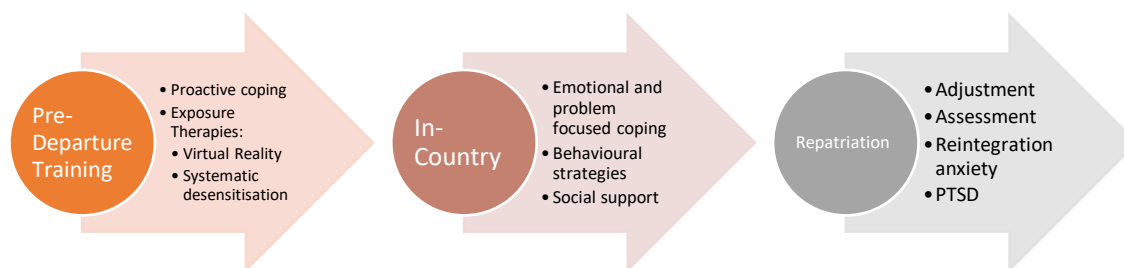 Pre-
Departure
Training
• Proactive coping
• Exposure
Therapies:
• Virtual Reality
• Systematic
desensitisation
In-
Country
• Emotional and
problem
focused coping
• Behavioural
strategies
• Social support
Repatriation
• Adjustment
• Assessment
• Reintegration
anxiety
• PTSD